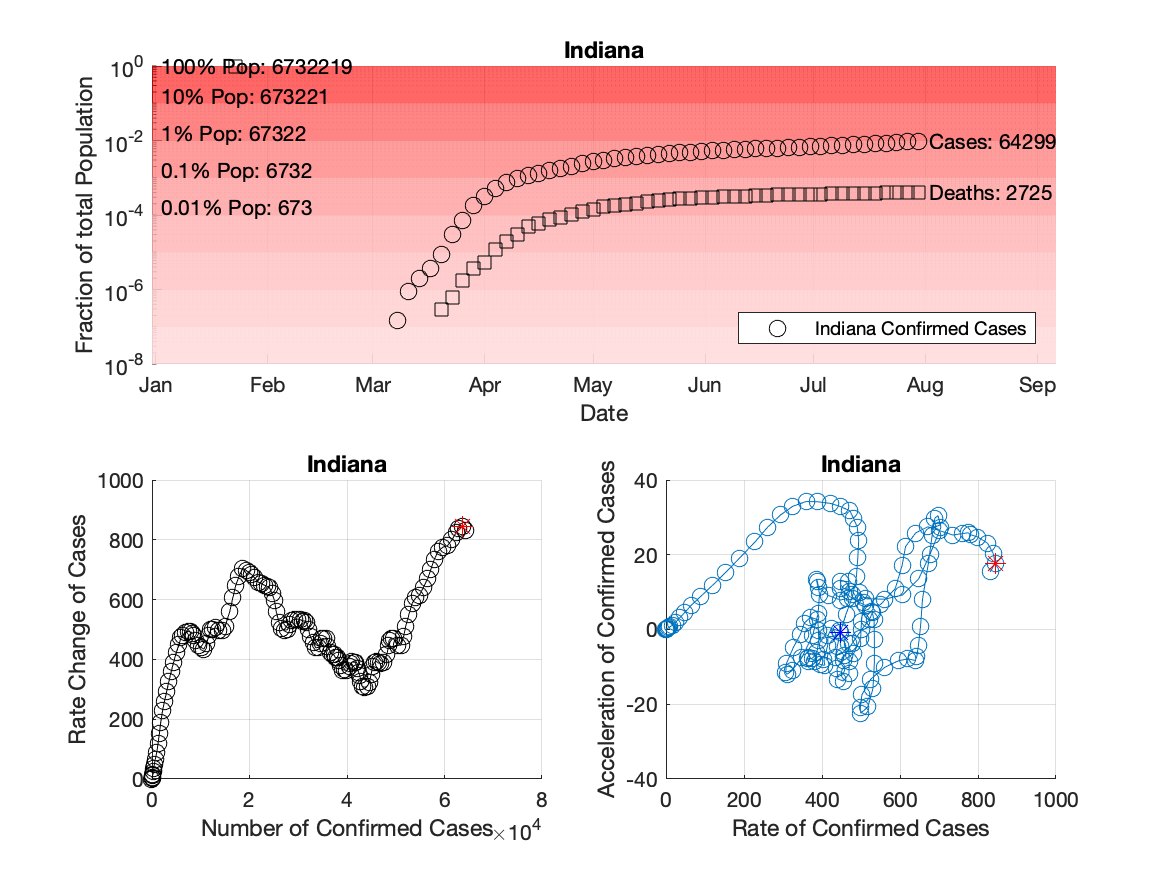 Indiana
10^0
100% Pop: 6732219
10% Pop: 673221
1% Pop: 67322
10^-2
Cases: 64299
0.1% Pop: 6732
Deaths: 2725
0.01% Pop: 673
10^-4
10^-6
Indiana Confirmed Cases
10^-8
Fraction of total Population
Jan Feb Mar Apr May Jun Jul Aug Sep
Date
Indiana
1000
800
600
400
200
0
Rate Change of Cases
0 2 4 6 8
Number of Confirmed Cases ×10^4
Indiana
40
20
0
-20
-40
Acceleration of Confirmed Cases
0 200 400 600 800 1000
Rate of Confirmed Cases